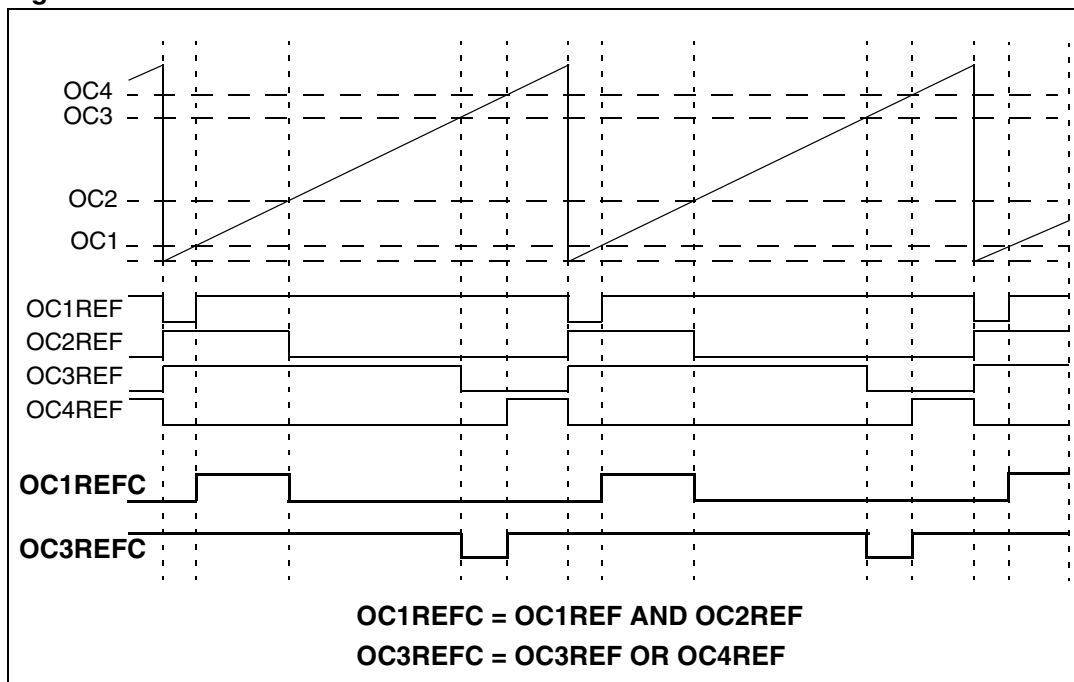 OC4
OC3
OC2
OC1
OC1REF
OC2REF
OC3REF
OC4REF
OC1REFC
OC3REFC
OC1REFC = OC1REF AND OC2REF
OC3REFC = OC3REF OR OC4REF